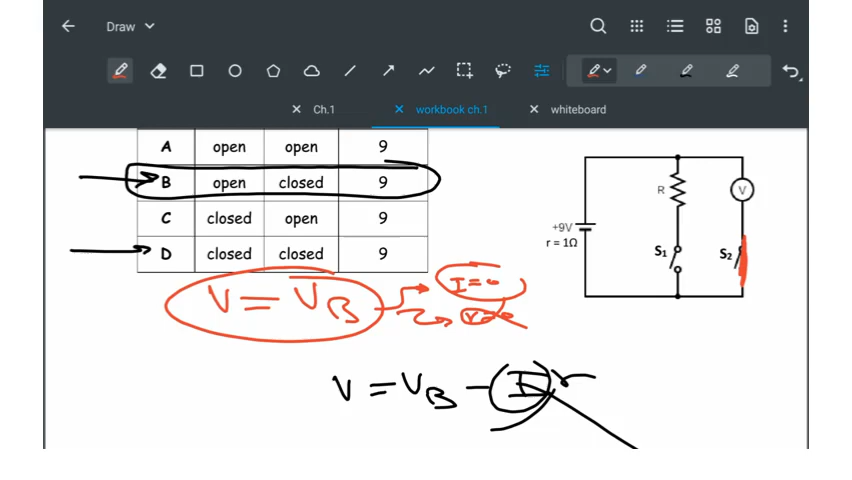 Draw
Ch.1
workbook ch.1
whiteboard
A open open 9
B open closed 9
C closed open 9
D closed closed 9
R
V
+9V
r = 1Ω
S₁
S₂
V = V_B
I = 0
V = V_B - (I) r